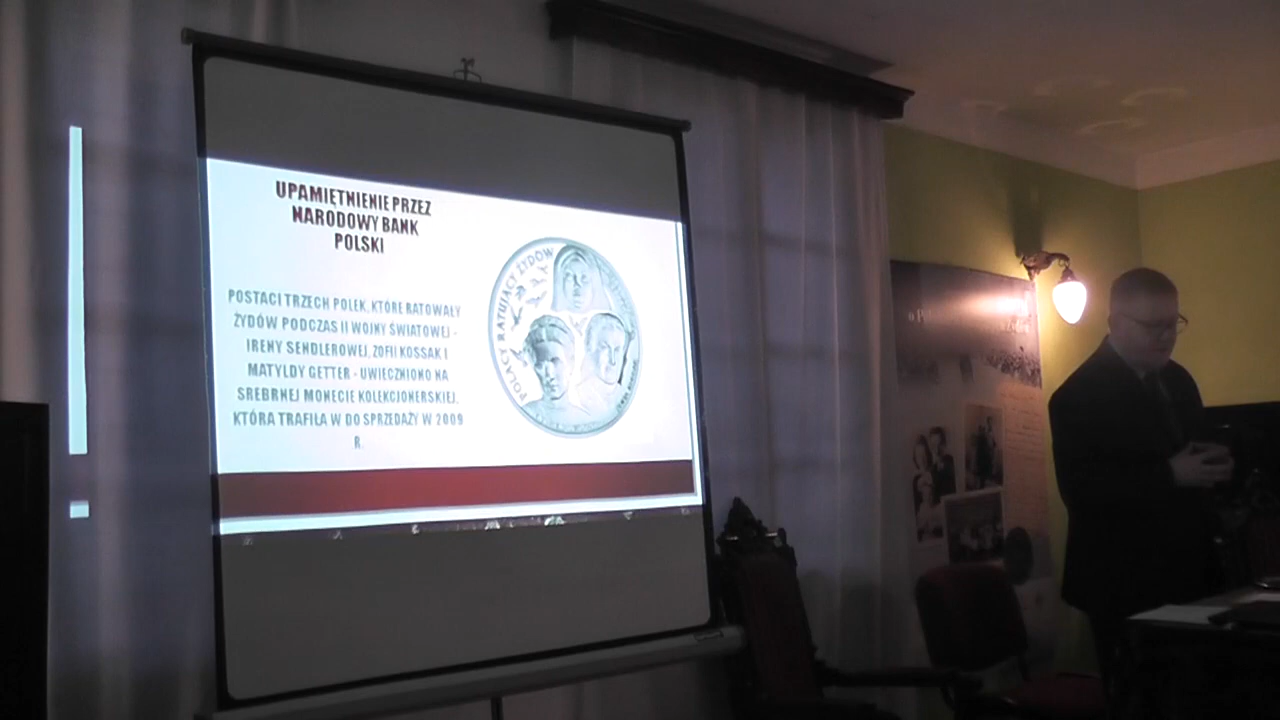 UPAMIĘTNIENIE PRZEZ
NARODOWY BANK
POLSKI
POSTACI TRZECH POLEK, KTÓRE RATOWAŁY
ŻYDÓW PODCZAS II WOJNY ŚWIATOWEJ -
IRENY SENDLEROWEJ, ZOFII KOSSAK I
MATYLDY GETTER - UWIECZNIONO NA
SREBRNEJ MONECIE KOLEKCJONERSKIEJ,
KTÓRA TRAFIŁA W DO SPRZEDAŻY W 2009
R.
POLACY RATUJĄCY ŻYDÓW